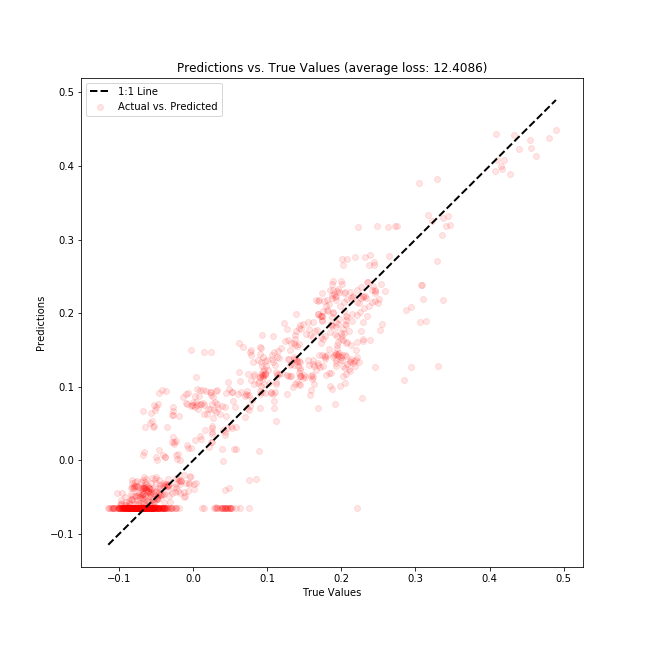 Predictions vs. True Values (average loss: 12.4086)
1:1 Line
Actual vs. Predicted
0.5
0.4
0.3
0.2
0.1
0.0
−0.1
Predictions
−0.1 0.0 0.1 0.2 0.3 0.4 0.5
True Values